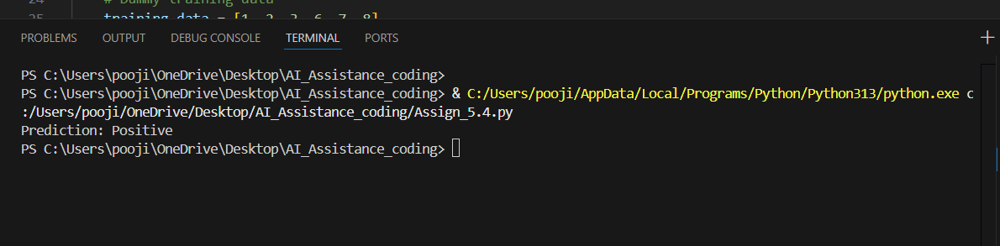 24 # Dummy training data
25 training_data = [1, 2, 3, 6, 7, 8]
PROBLEMS OUTPUT DEBUG CONSOLE TERMINAL PORTS
PS C:\Users\pooji\OneDrive\Desktop\AI_Assistance_coding>
PS C:\Users\pooji\OneDrive\Desktop\AI_Assistance_coding> & C:/Users/pooji/AppData/Local/Programs/Python/Python313/python.exe c
:/Users/pooji/OneDrive/Desktop/AI_Assistance_coding/Assign_5.4.py
Prediction: Positive
PS C:\Users\pooji\OneDrive\Desktop\AI_Assistance_coding>